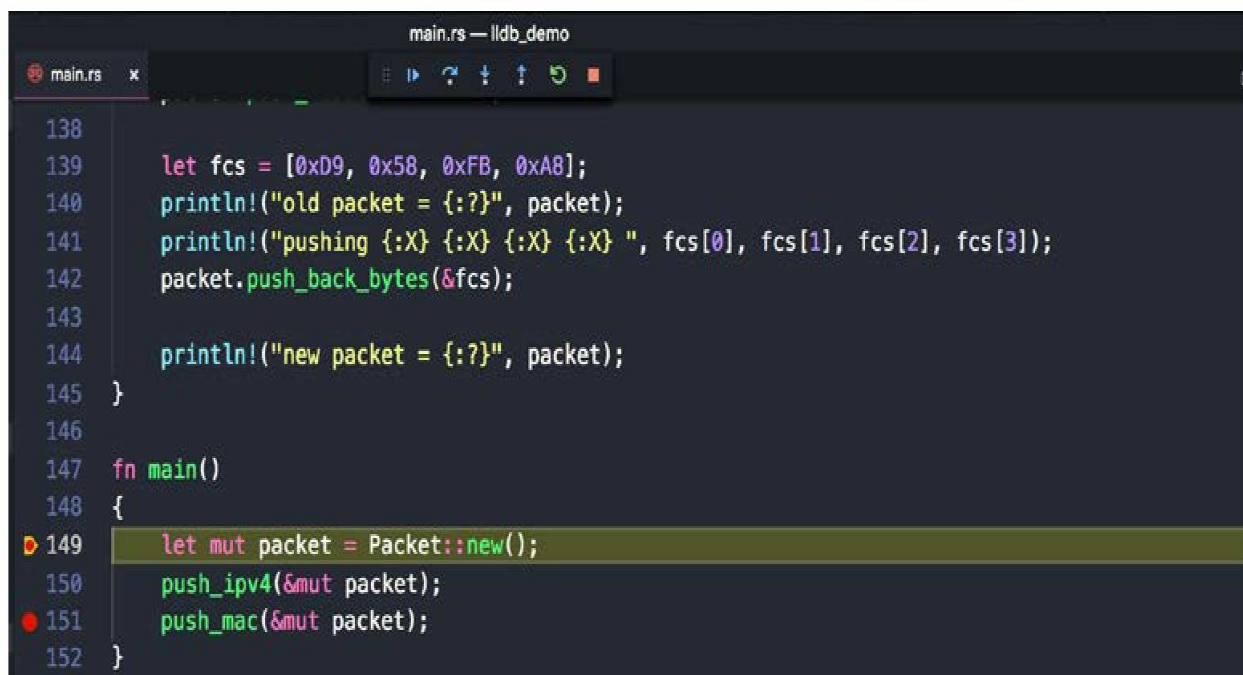 main.rs — lldb_demo
main.rs x
138
139 let fcs = [0xD9, 0x58, 0xFB, 0xA8];
140 println!("old packet = {:?}", packet);
141 println!("pushing {:X} {:X} {:X} {:X} ", fcs[0], fcs[1], fcs[2], fcs[3]);
142 packet.push_back_bytes(&fcs);
143
144 println!("new packet = {:?}", packet);
145 }
146
147 fn main()
148 {
149 let mut packet = Packet::new();
150 push_ipv4(&mut packet);
151 push_mac(&mut packet);
152 }